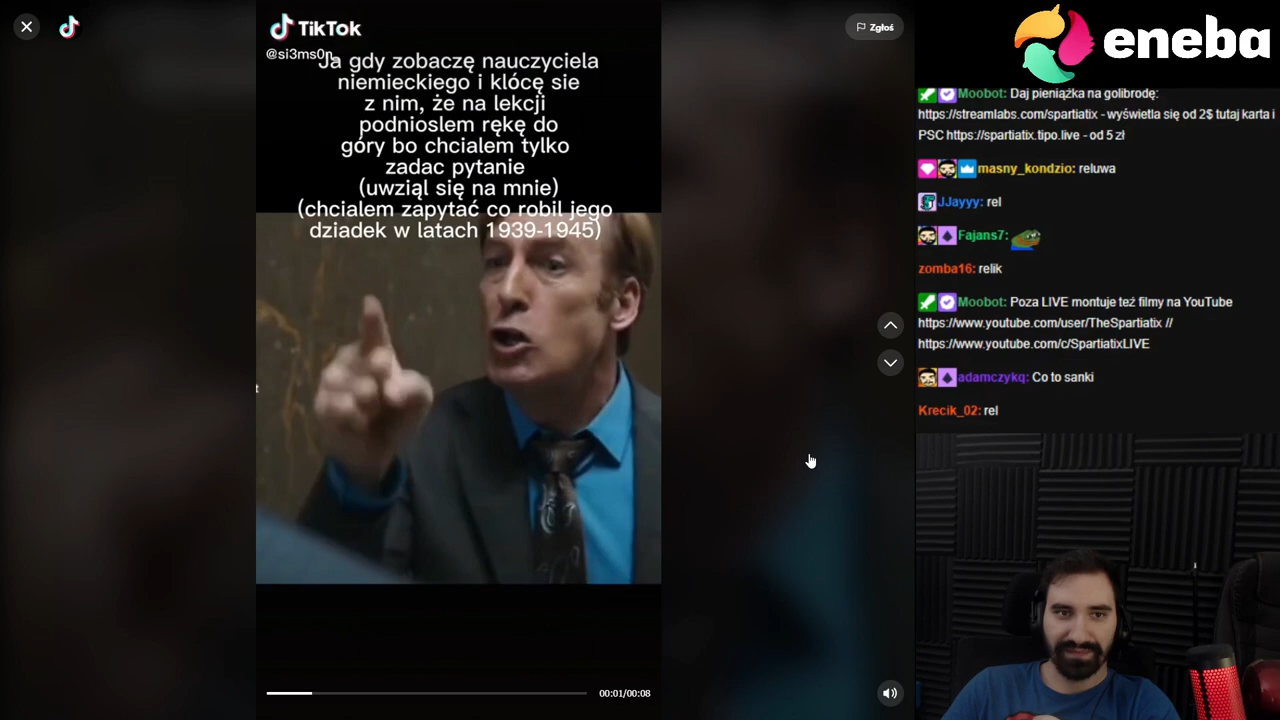 TikTok
@si3ms0n
Ja gdy zobaczę nauczyciela
niemieckiego i klócę sie
z nim, że na lekcji
podnioslem rękę do
góry bo chcialem tylko
zadac pytanie
(uwziąl się na mnie)
(chcialem zapytać co robil jego
dziadek w latach 1939-1945)
00:01/00:08
Zgłoś
eneba
Moobot: Daj pieniążka na golibrodę:
https://streamlabs.com/spartiatix - wyświetla się od 2$ tutaj karta i
PSC https://spartiatix.tipo.live - od 5 zł
masny_kondzio: reluwa
JJayyy: rel
Fajans7:
zomba16: relik
Moobot: Poza LIVE montuje też filmy na YouTube
https://www.youtube.com/user/TheSpartiatix //
https://www.youtube.com/c/SpartiatixLIVE
adamczykq: Co to sanki
Krecik_02: rel